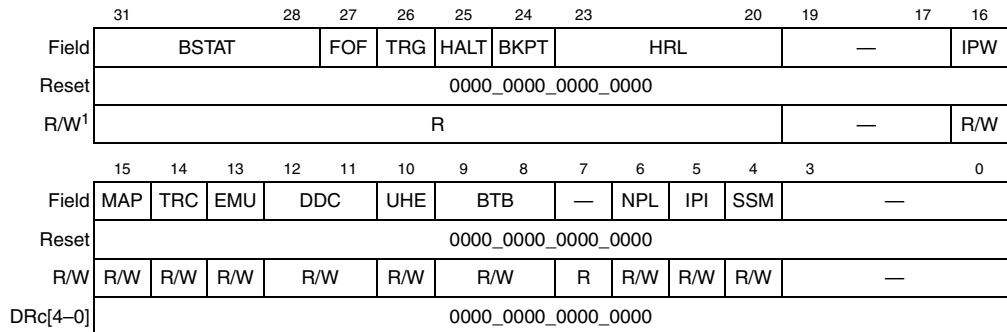 31 28 27 26 25 24 23 20 19 17 16
Field BSTAT FOF TRG HALT BKPT HRL — IPW
Reset 0000_0000_0000_0000
R/W1 R — R/W
15 14 13 12 11 10 9 8 7 6 5 4 3 0
Field MAP TRC EMU DDC UHE BTB — NPL IPI SSM —
Reset 0000_0000_0000_0000
R/W R/W R/W R/W R/W R/W R/W R R/W R/W R/W —
DRc[4–0] 0000_0000_0000_0000